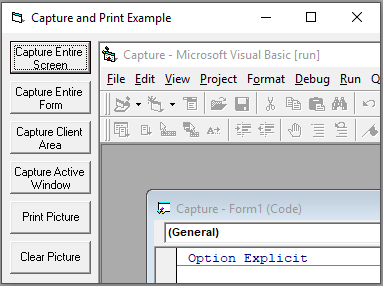 Capture and Print Example
Capture Entire
Screen
Capture Entire
Form
Capture Client
Area
Capture Active
Window
Print Picture
Clear Picture
Capture - Microsoft Visual Basic [run]
File Edit View Project Format Debug Run
Capture - Form1 (Code)
(General)
Option Explicit